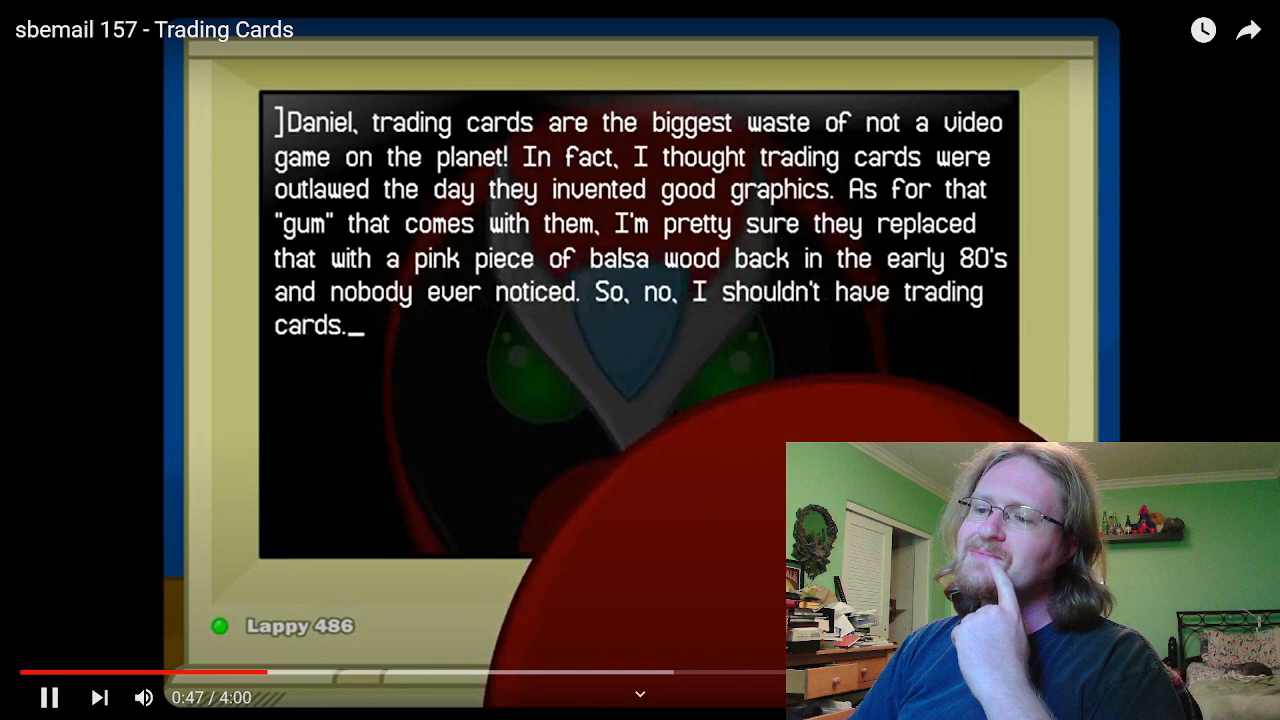 sbemail 157 - Trading Cards
]Daniel, trading cards are the biggest waste of not a video
game on the planet! In fact, I thought trading cards were
outlawed the day they invented good graphics. As for that
"gum" that comes with them, I'm pretty sure they replaced
that with a pink piece of balsa wood back in the early 80's
and nobody ever noticed. So, no, I shouldn't have trading
cards._
Lappy 486
0:47 / 4:00